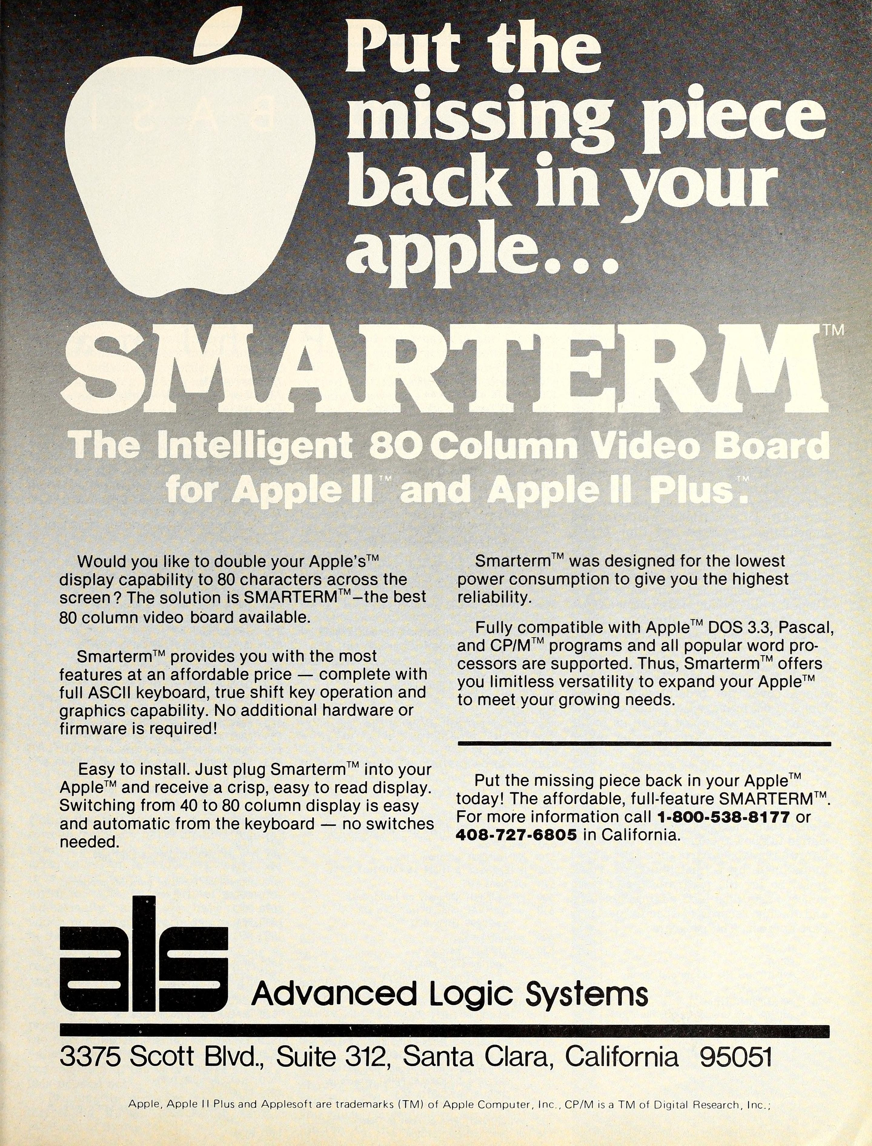 Put the
missing piece
back in your
apple...
SMARTERM™
The Intelligent 80 Column Video Board
for Apple II™ and Apple II Plus™.
Would you like to double your Apple's™
display capability to 80 characters across the
screen? The solution is SMARTERM™—the best
80 column video board available.
Smarterm™ provides you with the most
features at an affordable price — complete with
full ASCII keyboard, true shift key operation and
graphics capability. No additional hardware or
firmware is required!
Easy to install. Just plug Smarterm™ into your
Apple™ and receive a crisp, easy to read display.
Switching from 40 to 80 column display is easy
and automatic from the keyboard — no switches
needed.
Smarterm™ was designed for the lowest
power consumption to give you the highest
reliability.
Fully compatible with Apple™ DOS 3.3, Pascal,
and CP/M™ programs and all popular word pro-
cessors are supported. Thus, Smarterm™ offers
you limitless versatility to expand your Apple™
to meet your growing needs.
Put the missing piece back in your Apple™
today! The affordable, full-feature SMARTERM™.
For more information call 1-800-538-8177 or
408-727-6805 in California.
als
Advanced Logic Systems
3375 Scott Blvd., Suite 312, Santa Clara, California 95051
Apple, Apple II Plus and Applesoft are trademarks (TM) of Apple Computer, Inc., CP/M is a TM of Digital Research, Inc.;